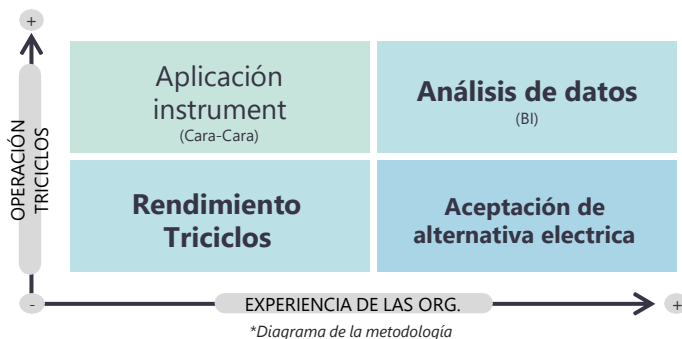 +
OPERACIÓN
TRICICLOS
Aplicación
instrument
(Cara-Cara)
Análisis de datos
(BI)
Rendimiento
Triciclos
Aceptación de
alternativa electrica
-
EXPERIENCIA DE LAS ORG.
+
*Diagrama de la metodología